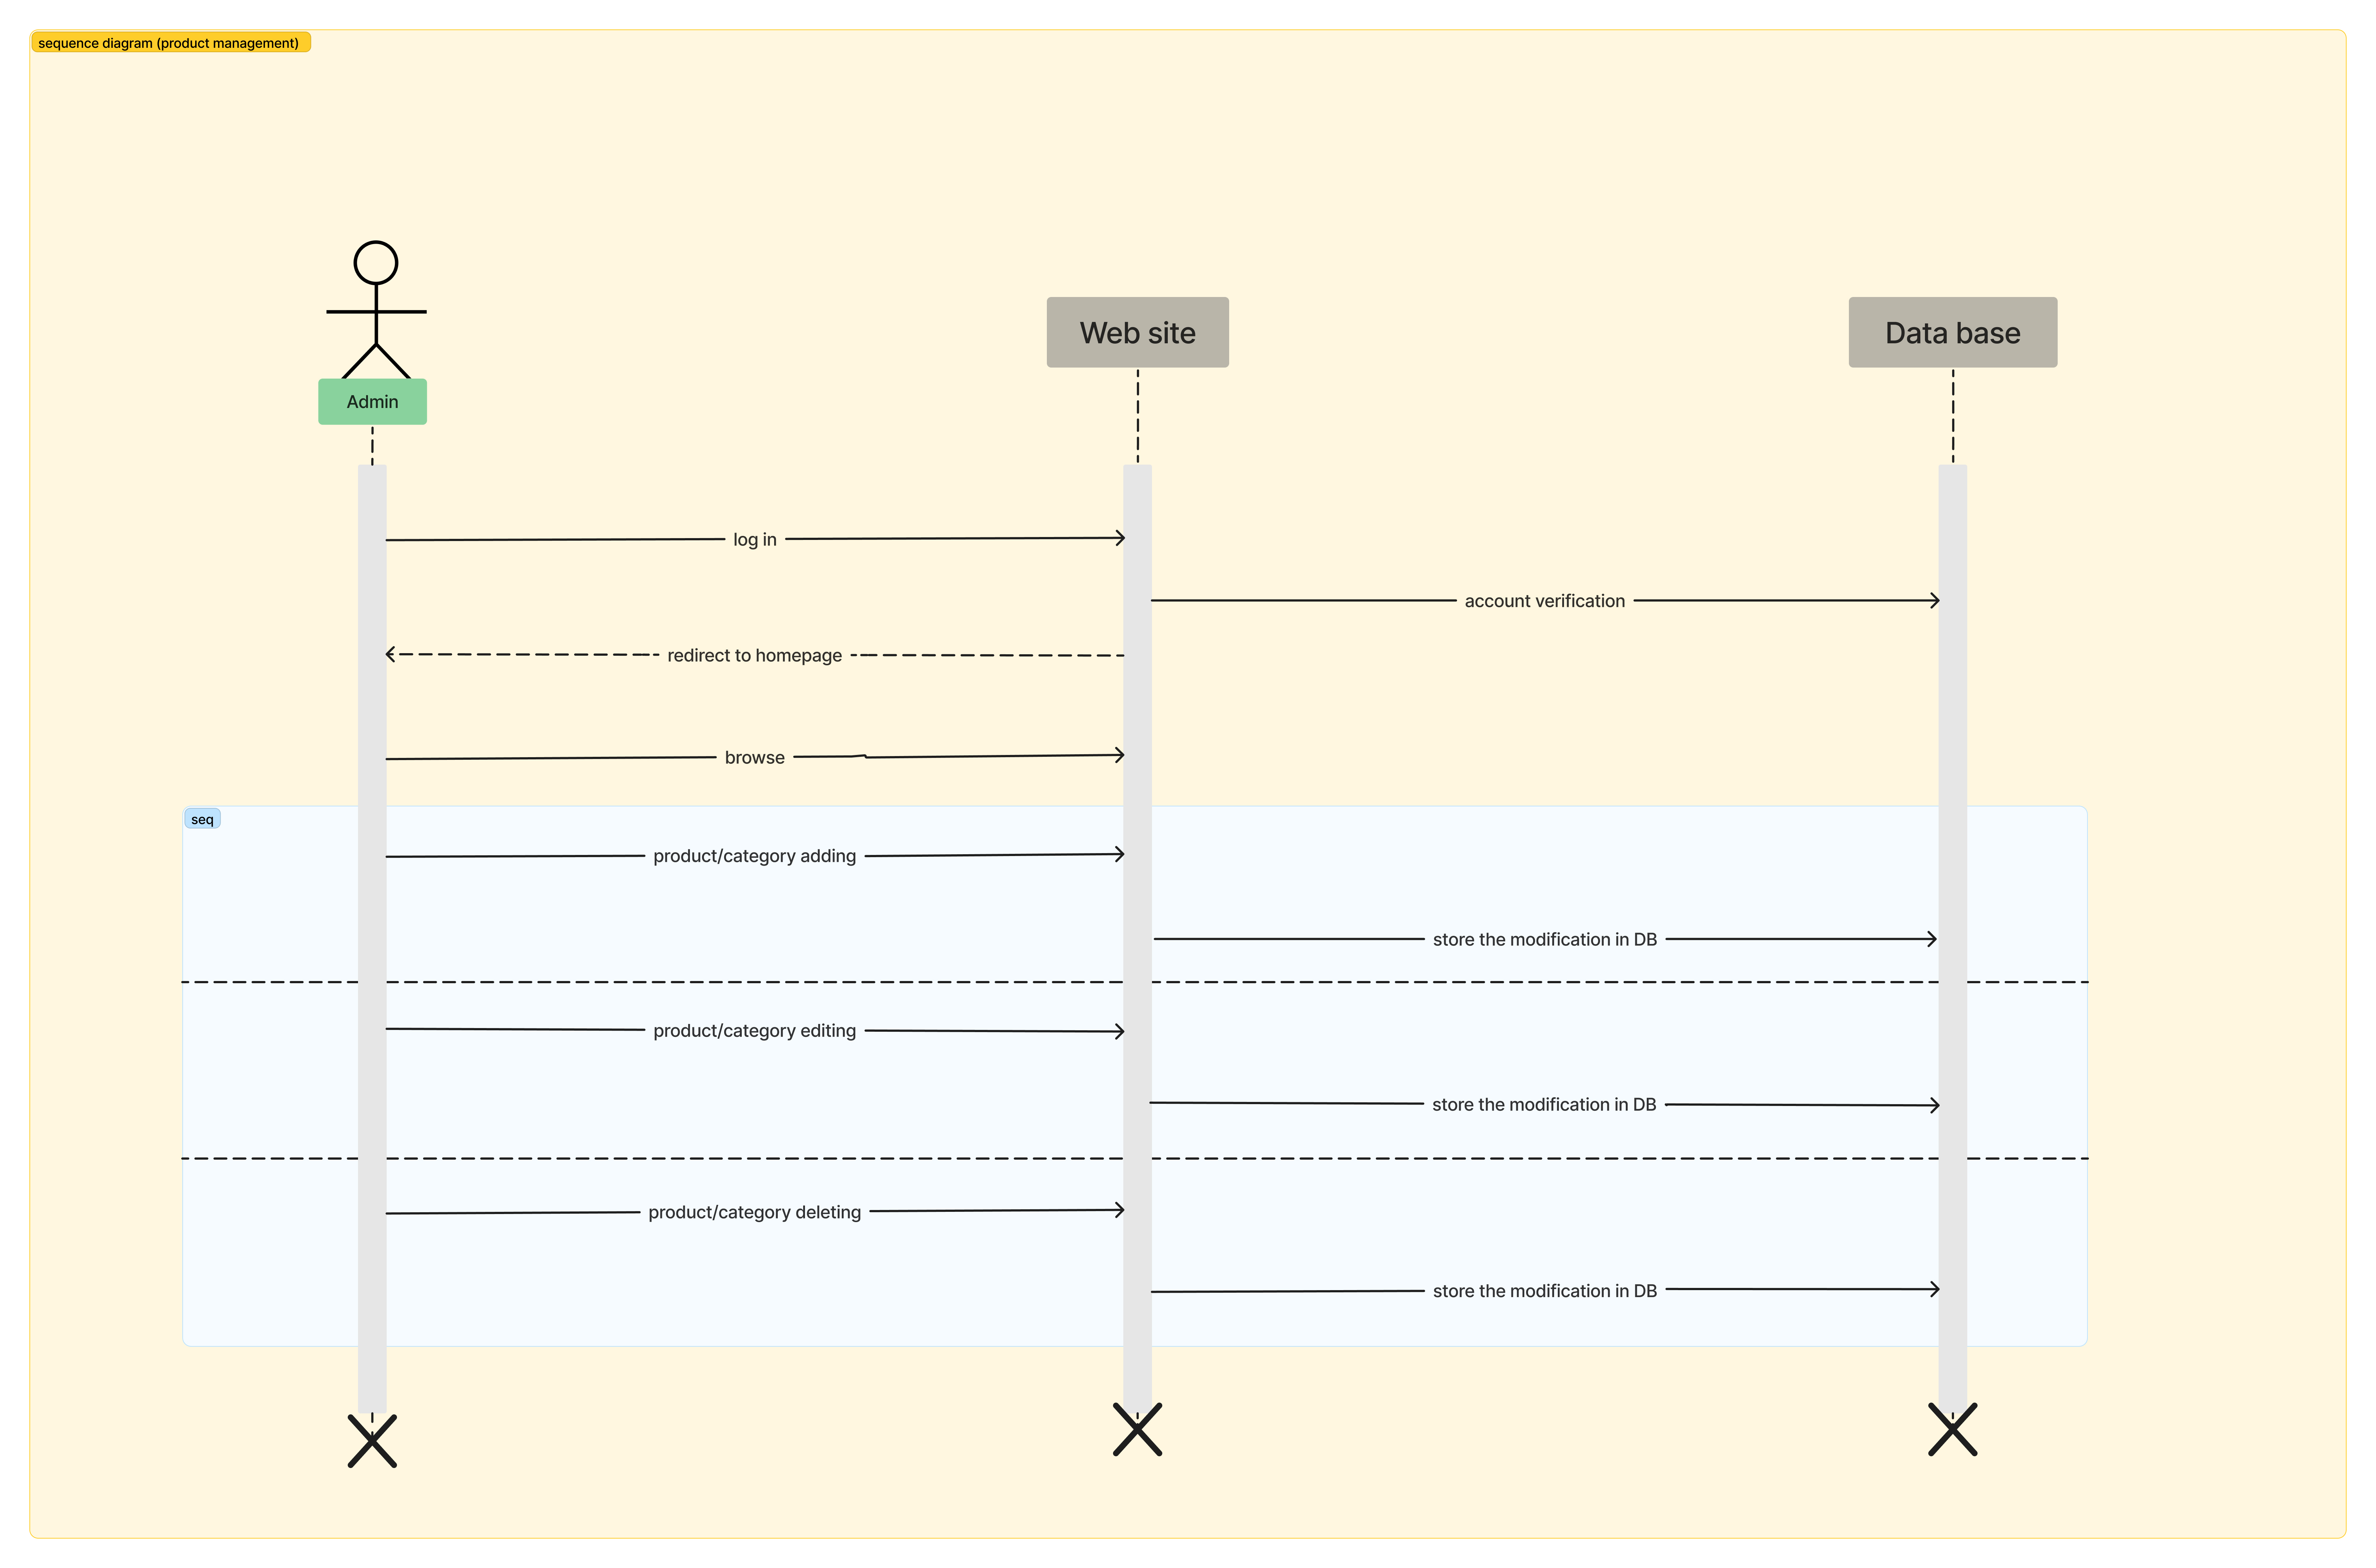 sequence diagram (product management)
Web site
Data base
Admin
log in
account verification
redirect to homepage
browse
seq
product/category adding
store the modification in DB
product/category editing
store the modification in DB
product/category deleting
store the modification in DB